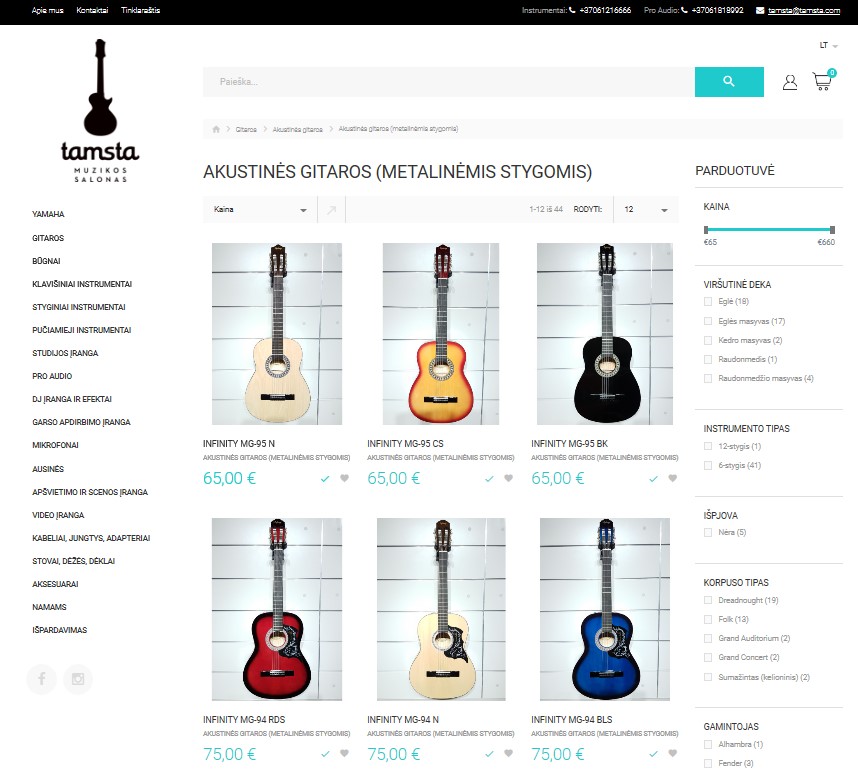 Apie mus Kontaktai Tinklaraštis
Instrumentai: +37061216666 Pro Audio: +37061819992 tamsta@tamsta.com
LT
tamsta
MUZIKOS
SALONAS
Paieška...
0
Gitaros Akustinės gitaros Akustinės gitaros (metalinėmis stygomis)
YAMAHA
GITAROS
BŪGNAI
KLAVIŠINIAI INSTRUMENTAI
STYGINIAI INSTRUMENTAI
PUČIAMIEJI INSTRUMENTAI
STUDIJOS ĮRANGA
PRO AUDIO
DJ ĮRANGA IR EFEKTAI
GARSO APDIRBIMO ĮRANGA
MIKROFONAI
AUSINĖS
APŠVIETIMO IR SCENOS ĮRANGA
VIDEO ĮRANGA
KABELIAI, JUNGTYS, ADAPTERIAI
STOVAI, DĖŽĖS, DĖKLAI
AKSESUARAI
NAMAMS
IŠPARDAVIMAS
AKUSTINĖS GITAROS (METALINĖMIS STYGOMIS)
Kaina 1-12 iš 44 RODYTI: 12
INFINITY MG-95 N INFINITY MG-95 CS INFINITY MG-95 BK
AKUSTINĖS GITAROS (METALINĖMIS STYGOMIS) AKUSTINĖS GITAROS (METALINĖMIS STYGOMIS) AKUSTINĖS GITAROS (METALINĖMIS STYGOMIS)
65,00 € 65,00 € 65,00 €
INFINITY MG-94 RDS INFINITY MG-94 N INFINITY MG-94 BLS
AKUSTINĖS GITAROS (METALINĖMIS STYGOMIS) AKUSTINĖS GITAROS (METALINĖMIS STYGOMIS) AKUSTINĖS GITAROS (METALINĖMIS STYGOMIS)
75,00 € 75,00 € 75,00 €
PARDUOTUVĖ
KAINA
€65 €660
VIRŠUTINĖ DEKA
Eglė (18)
Eglės masyvas (17)
Kedro masyvas (2)
Raudonmedis (1)
Raudonmedžio masyvas (4)
INSTRUMENTO TIPAS
12-stygis (1)
6-stygis (41)
IŠPJOVA
Nėra (5)
KORPUSO TIPAS
Dreadnought (19)
Folk (13)
Grand Auditorium (2)
Grand Concert (2)
Sumažintas (kelioninis) (2)
GAMINTOJAS
Alhambra (1)
Fender (3)